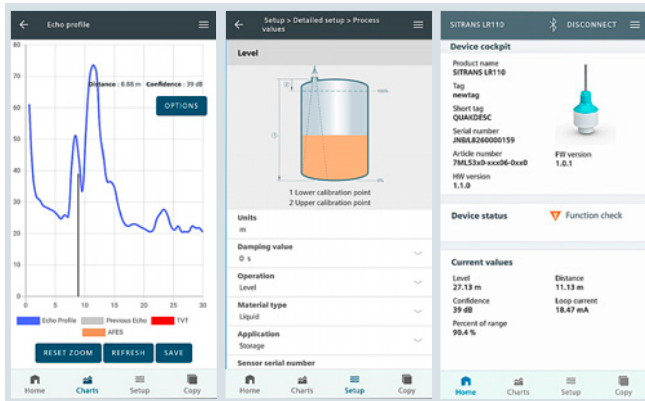 Echo profile
80
Distance : 8.88 m Confidence : 39 dB
OPTIONS
70
60
50
40
30
20
10
0
0 5 10 15 20 25 30
Echo Profile Previous Echo TVT
AFES
RESET ZOOM REFRESH SAVE
Home Charts Setup Copy
Setup > Detailed setup > Process
values
Level
100%
0%
1 Lower calibration point
2 Upper calibration point
Units
m
Damping value
0 s
Operation
Level
Material type
Liquid
Application
Storage
Sensor serial number
Home Charts Setup Copy
SITRANS LR110 DISCONNECT
Device cockpit
Product name
SITRANS LR110
Tag
newtag
Short tag
QUAKDESC
Serial number
JNB/L8260000159
Article number
7ML53x0-xxx06-0xx0
FW version
1.0.1
HW version
1.1.0
Device status
Function check
Current values
Level
27.13 m
Distance
11.13 m
Confidence
39 dB
Loop current
18.47 mA
Percent of range
90.4 %
Home Charts Setup Copy